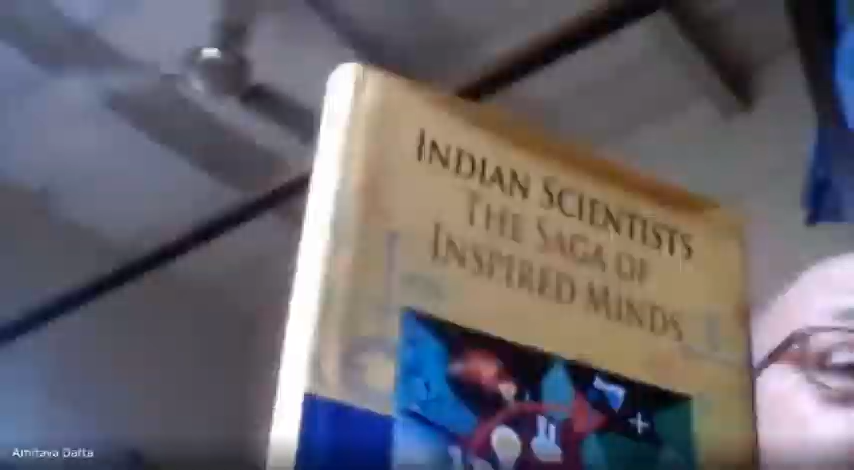 INDIAN SCIENTISTS
THE SAGA OF
INSPIRED MINDS
Amitava Datta